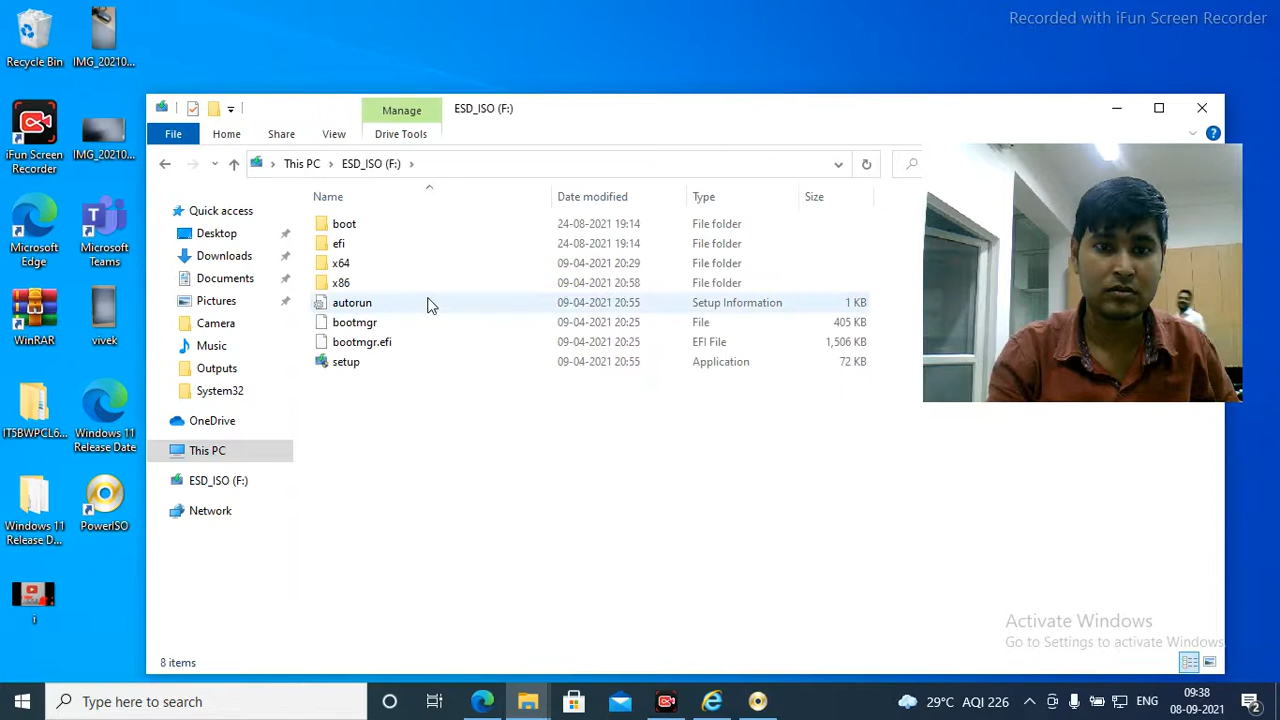 Recorded with iFun Screen Recorder
Recycle Bin
IMG_20210...
iFun Screen
Recorder
IMG_20210...
Microsoft
Edge
Microsoft
Teams
WinRAR
vivek
IT5BWPCL6...
Windows 11
Release Date
Windows 11
Release D...
PowerISO
i
Manage
ESD_ISO (F:)
File
Home
Share
View
Drive Tools
This PC
ESD_ISO (F:)
Name
Date modified
Type
Size
boot
24-08-2021 19:14
File folder
efi
24-08-2021 19:14
File folder
x64
09-04-2021 20:29
File folder
x86
09-04-2021 20:58
File folder
autorun
09-04-2021 20:55
Setup Information
1 KB
bootmgr
09-04-2021 20:25
File
405 KB
bootmgr.efi
09-04-2021 20:25
EFI File
1,506 KB
setup
09-04-2021 20:55
Application
72 KB
Quick access
Desktop
Downloads
Documents
Pictures
Camera
Music
Outputs
System32
OneDrive
This PC
ESD_ISO (F:)
Network
8 items
Activate Windows
Go to Settings to activate Windows.
Type here to search
29°C AQI 226
ENG
09:38
08-09-2021
2